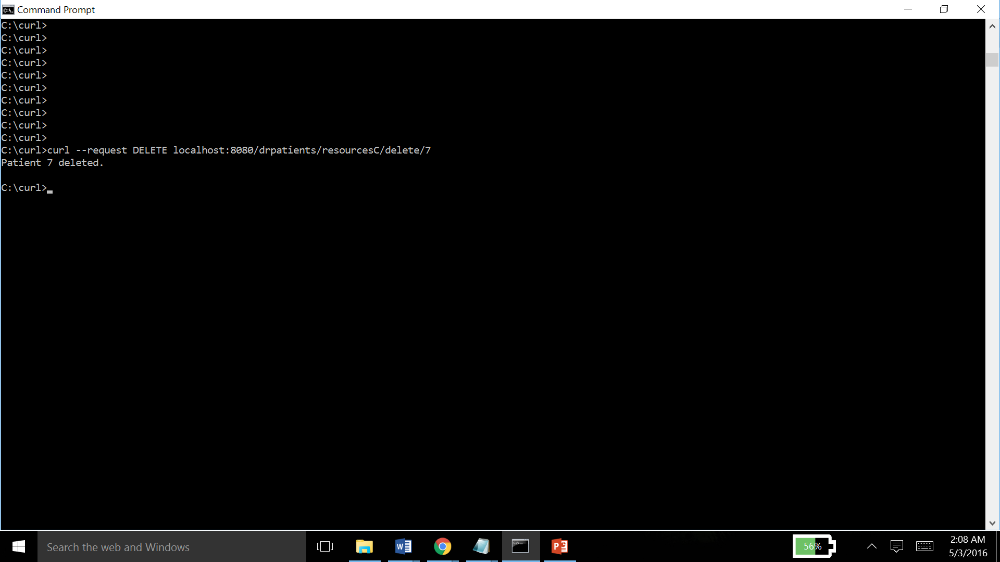 Command Prompt
C:\curl>
C:\curl>
C:\curl>
C:\curl>
C:\curl>
C:\curl>
C:\curl>
C:\curl>
C:\curl>
C:\curl>
C:\curl>curl --request DELETE localhost:8080/drpatients/resourcesC/delete/7
Patient 7 deleted.
C:\curl>
Search the web and Windows
56%
2:08 AM
5/3/2016